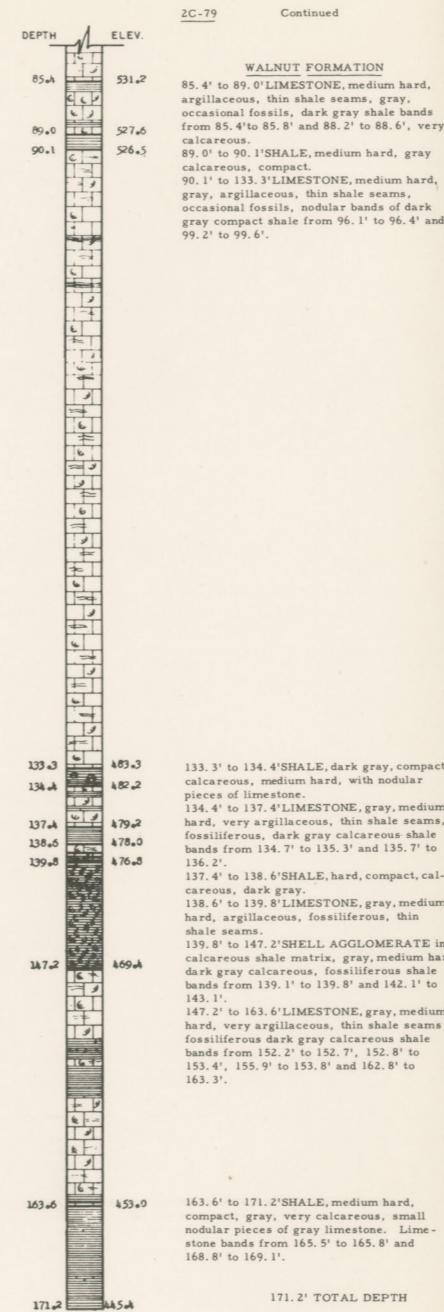 2C-79 Continued
DEPTH ELEV.
WALNUT FORMATION
85.4 531.2
85.4' to 89.0'LIMESTONE, medium hard,
argillaceous, thin shale seams, gray,
occasional fossils, dark gray shale bands
from 85.4'to 85.8' and 88.2' to 88.6', very
calcareous.
89.0 527.6
89.0' to 90.1'SHALE, medium hard, gray
calcareous, compact.
90.1 526.5
90.1' to 133.3'LIMESTONE, medium hard,
gray, argillaceous, thin shale seams,
occasional fossils, nodular bands of dark
gray compact shale from 96.1' to 96.4' and
99.2' to 99.6'.
133.3 483.3
133.3' to 134.4'SHALE, dark gray, compact
calcareous, medium hard, with nodular
pieces of limestone.
134.4 482.2
134.4' to 137.4'LIMESTONE, gray, medium
hard, very argillaceous, thin shale seams,
fossiliferous, dark gray calcareous shale
bands from 134.7' to 135.3' and 135.7' to
136.2'.
137.4 479.2
137.4' to 138.6'SHALE, hard, compact, cal-
careous, dark gray.
138.6 478.0
138.6' to 139.8'LIMESTONE, gray, medium
hard, argillaceous, fossiliferous, thin
shale seams.
139.8 476.8
139.8' to 147.2'SHELL AGGLOMERATE in
calcareous shale matrix, gray, medium har
dark gray calcareous, fossiliferous shale
bands from 139.1' to 139.8' and 142.1' to
143.1'.
147.2 469.4
147.2' to 163.6'LIMESTONE, gray, medium
hard, very argillaceous, thin shale seams
fossiliferous dark gray calcareous shale
bands from 152.2' to 152.7', 152.8' to
153.4', 155.9' to 153.8' and 162.8' to
163.3'.
163.6 453.0
163.6' to 171.2'SHALE, medium hard,
compact, gray, very calcareous, small
nodular pieces of gray limestone. Lime-
stone bands from 165.5' to 165.8' and
168.8' to 169.1'.
171.2 445.4
171.2' TOTAL DEPTH